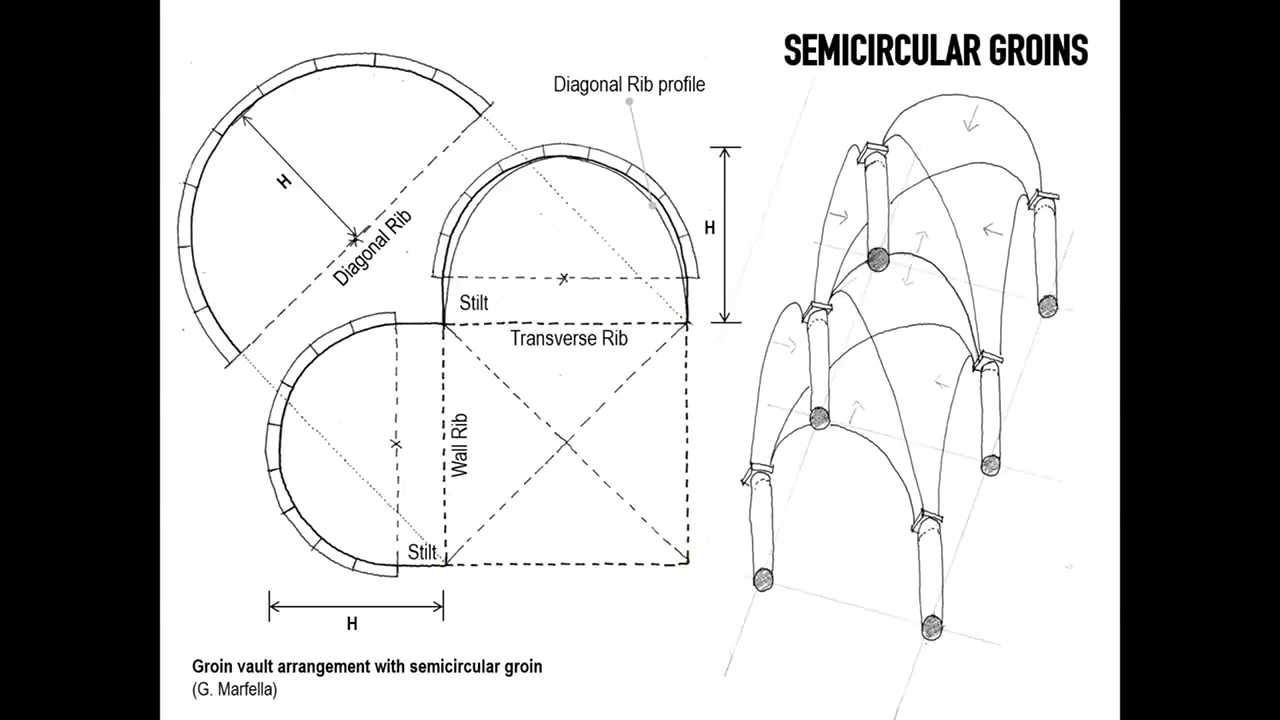 SEMICIRCULAR GROINS
Diagonal Rib profile
H
Diagonal Rib
H
Stilt
Transverse Rib
Wall Rib
Stilt
H
Groin vault arrangement with semicircular groin
(G. Marfella)